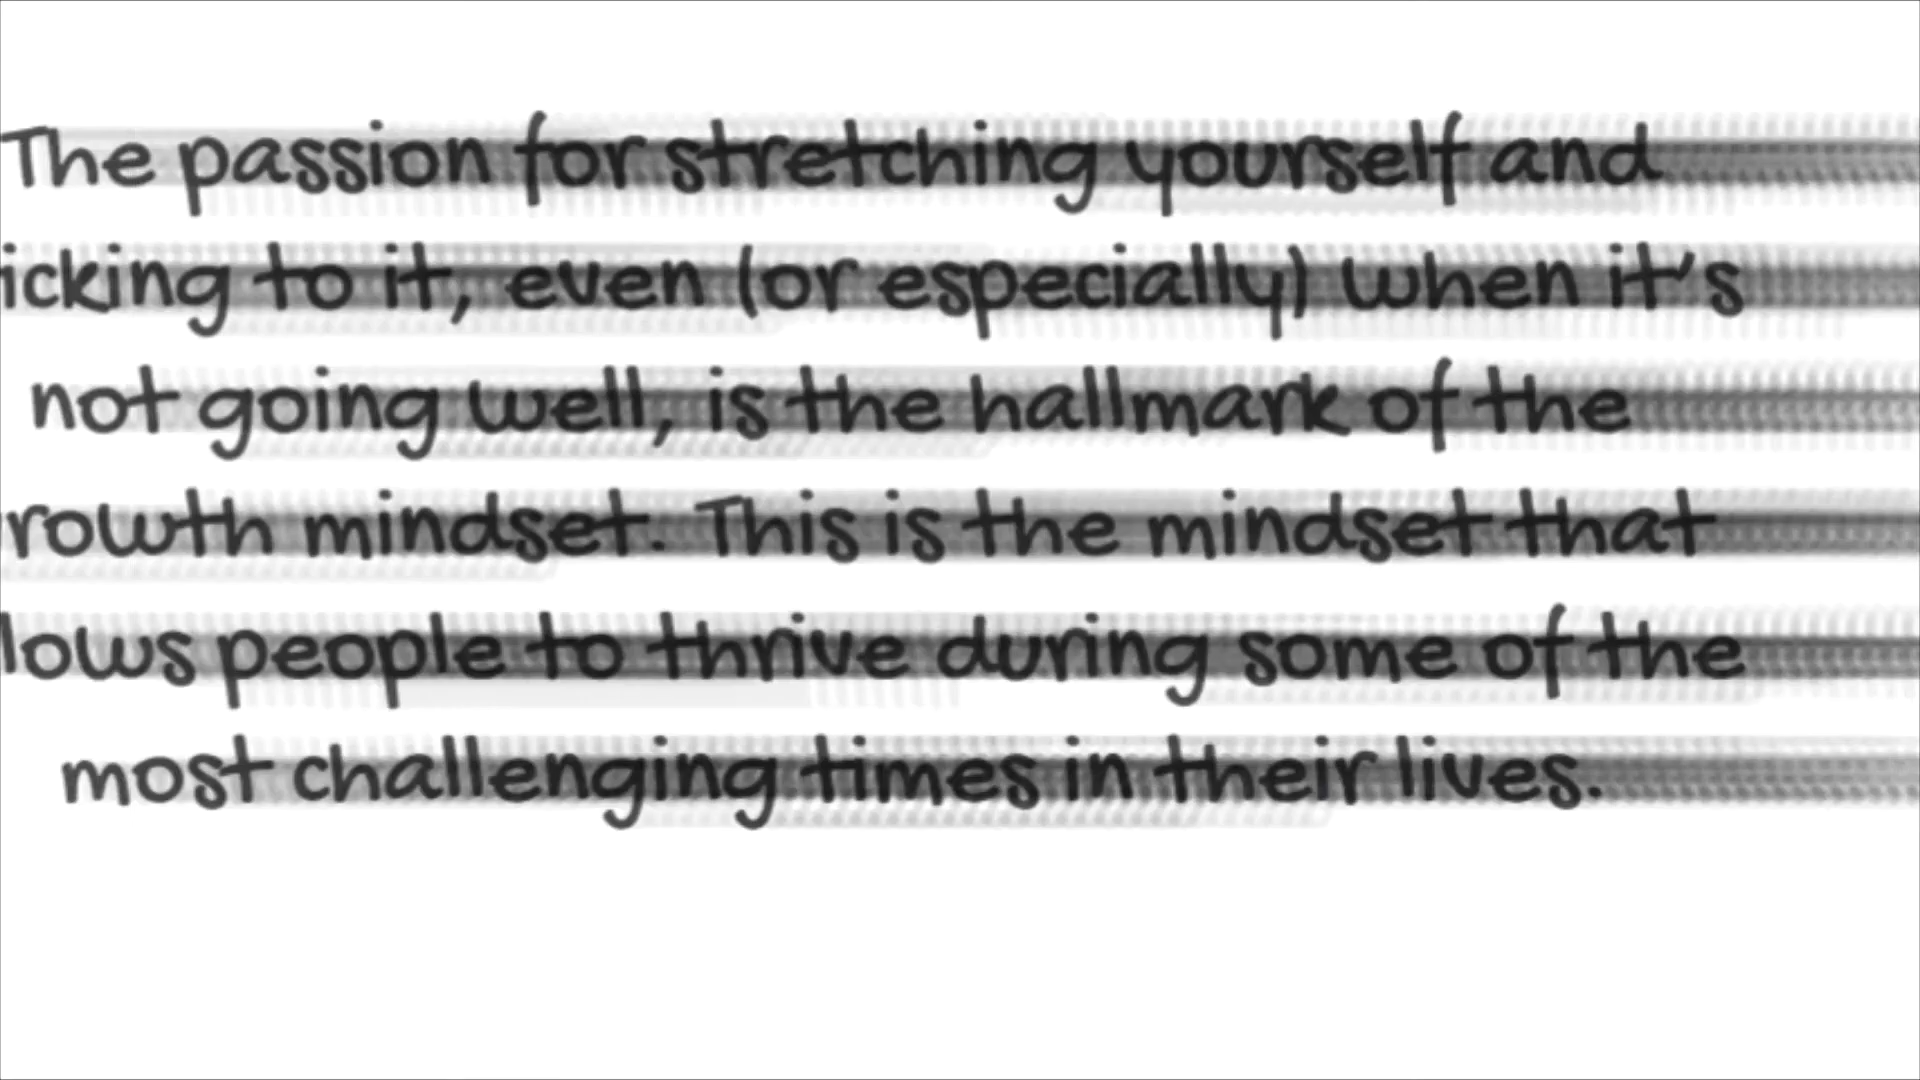 The passion for stretching yourself and
icking to it, even (or especially) when it's
not going well, is the hallmark of the
rowth mindset. This is the mindset that
lows people to thrive during some of the
most challenging times in their lives.